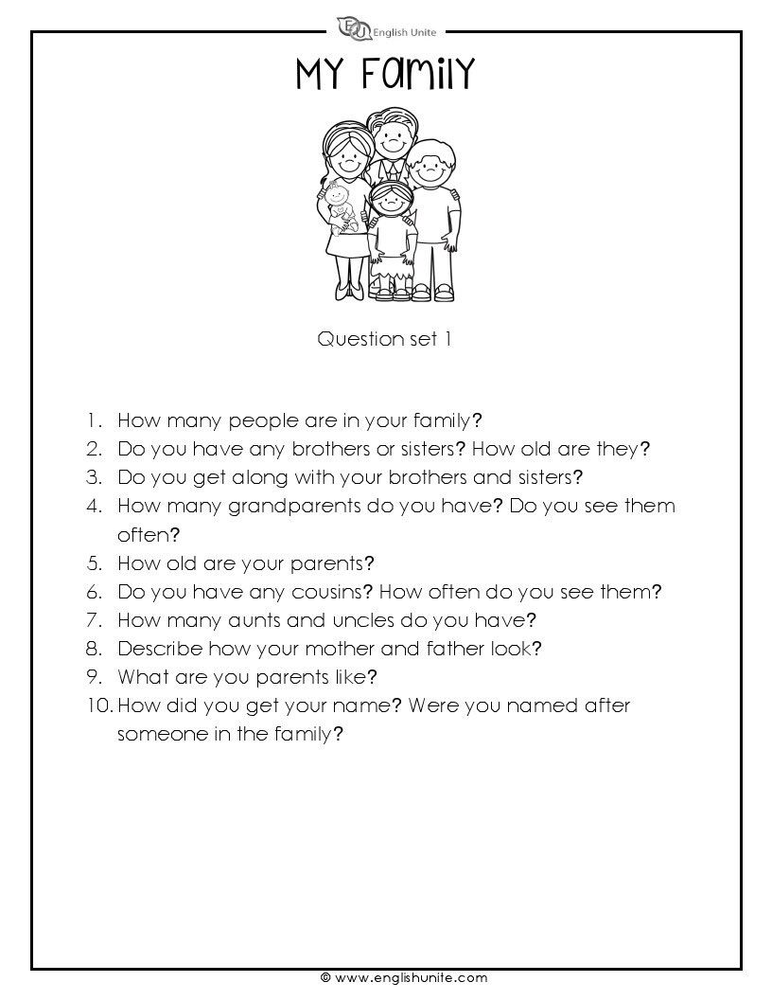 EU English Unite
MY FamilY
Question set 1
1. How many people are in your family?
2. Do you have any brothers or sisters? How old are they?
3. Do you get along with your brothers and sisters?
4. How many grandparents do you have? Do you see them
often?
5. How old are your parents?
6. Do you have any cousins? How often do you see them?
7. How many aunts and uncles do you have?
8. Describe how your mother and father look?
9. What are you parents like?
10. How did you get your name? Were you named after
someone in the family?
© www.englishunite.com